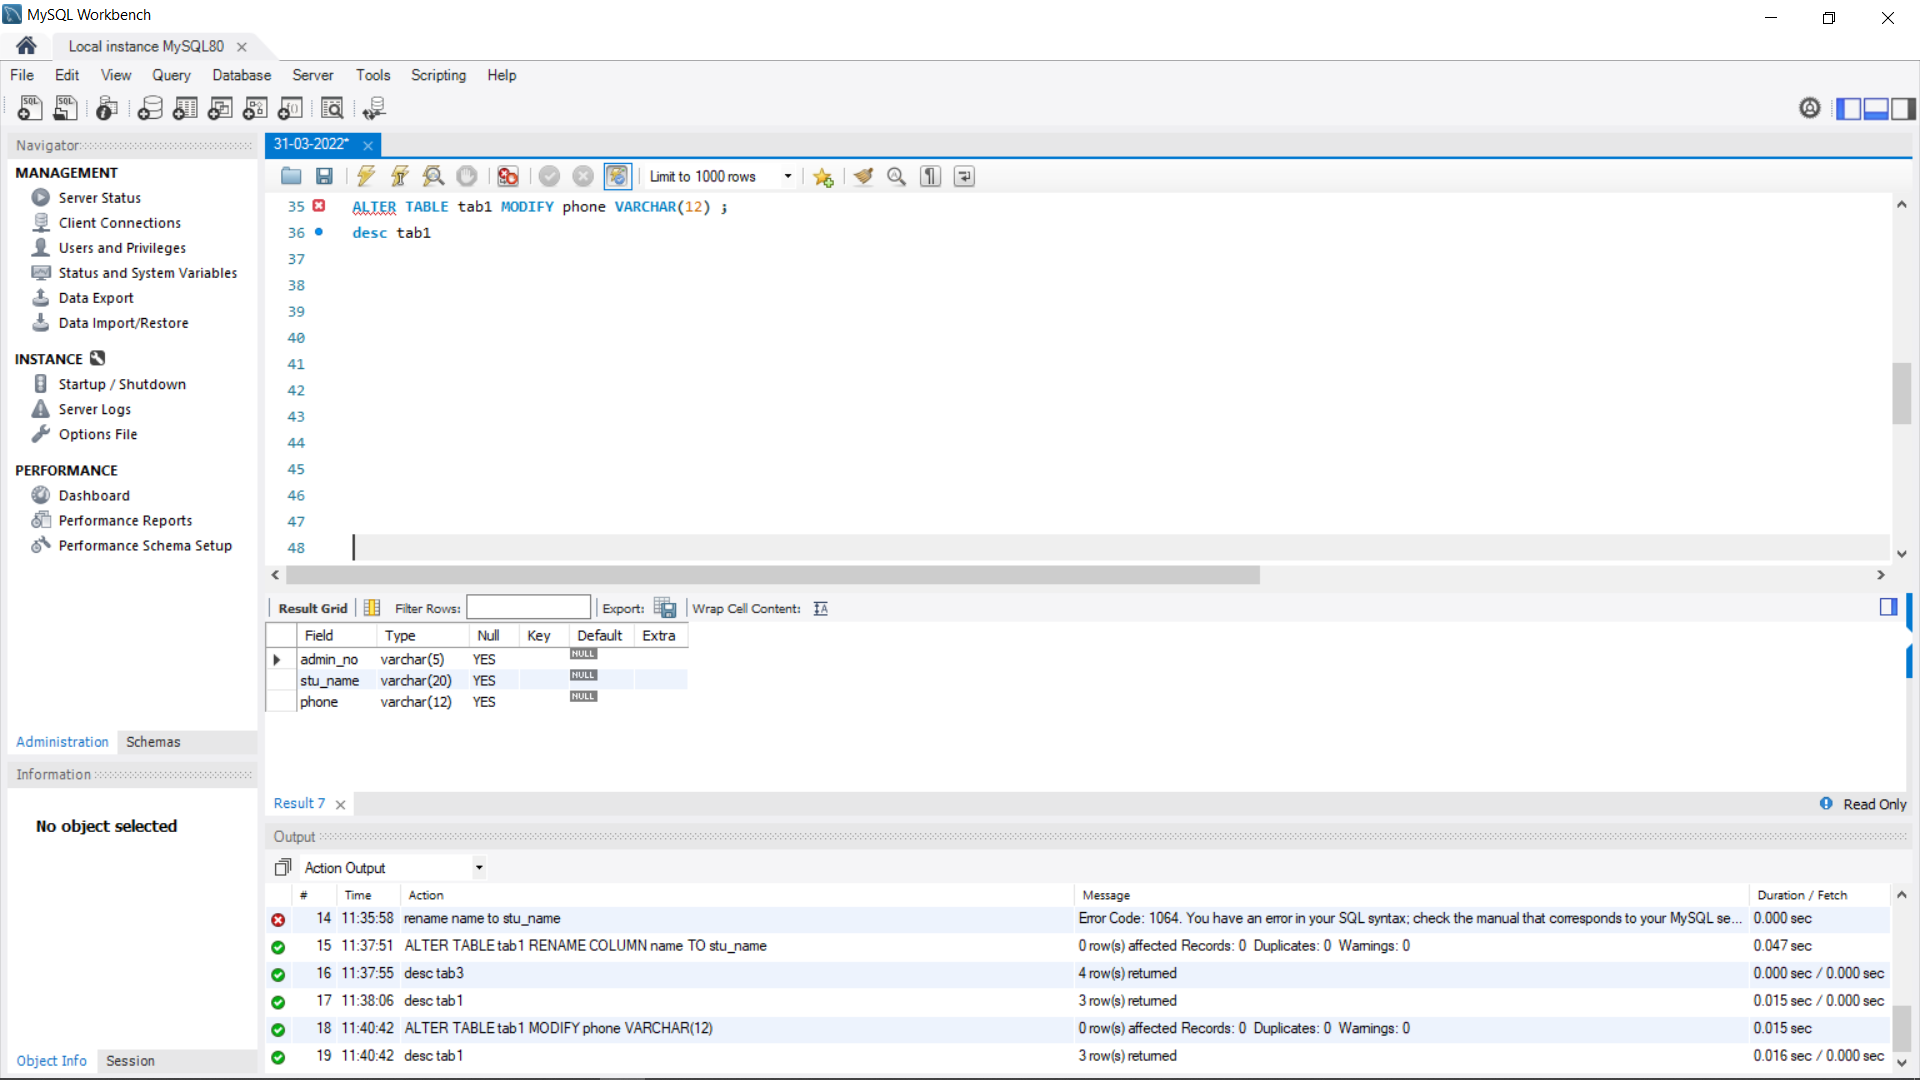 MySQL Workbench
Local instance MySQL80
File Edit View Query Database Server Tools Scripting Help
Navigator
MANAGEMENT
Server Status
Client Connections
Users and Privileges
Status and System Variables
Data Export
Data Import/Restore
INSTANCE
Startup / Shutdown
Server Logs
Options File
PERFORMANCE
Dashboard
Performance Reports
Performance Schema Setup
Administration Schemas
Information
No object selected
Object Info Session
31-03-2022*
Limit to 1000 rows
35 ALTER TABLE tab1 MODIFY phone VARCHAR(12) ;
36 desc tab1
37
38
39
40
41
42
43
44
45
46
47
48
Result Grid Filter Rows: Export: Wrap Cell Content:
Field Type Null Key Default Extra
admin_no varchar(5) YES NULL
stu_name varchar(20) YES NULL
phone varchar(12) YES NULL
Result 7 Read Only
Output
Action Output
# Time Action Message Duration / Fetch
14 11:35:58 rename name to stu_name Error Code: 1064. You have an error in your SQL syntax; check the manual that corresponds to your MySQL se... 0.000 sec
15 11:37:51 ALTER TABLE tab1 RENAME COLUMN name TO stu_name 0 row(s) affected Records: 0 Duplicates: 0 Warnings: 0 0.047 sec
16 11:37:55 desc tab3 4 row(s) returned 0.000 sec / 0.000 sec
17 11:38:06 desc tab1 3 row(s) returned 0.015 sec / 0.000 sec
18 11:40:42 ALTER TABLE tab1 MODIFY phone VARCHAR(12) 0 row(s) affected Records: 0 Duplicates: 0 Warnings: 0 0.015 sec
19 11:40:42 desc tab1 3 row(s) returned 0.016 sec / 0.000 sec